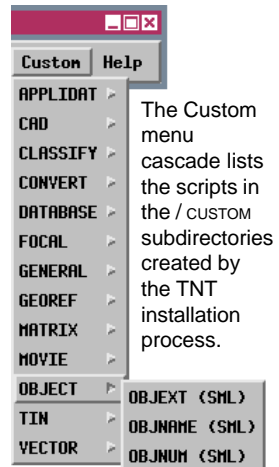 Custom Help
APPLIDAT
CAD
CLASSIFY
CONVERT
DATABASE
FOCAL
GENERAL
GEOREF
MATRIX
MOVIE
OBJECT
TIN
VECTOR
OBJEXT (SML)
OBJNAME (SML)
OBJNUM (SML)
The Custom
menu
cascade lists
the scripts in
the / CUSTOM
subdirectories
created by
the TNT
installation
process.